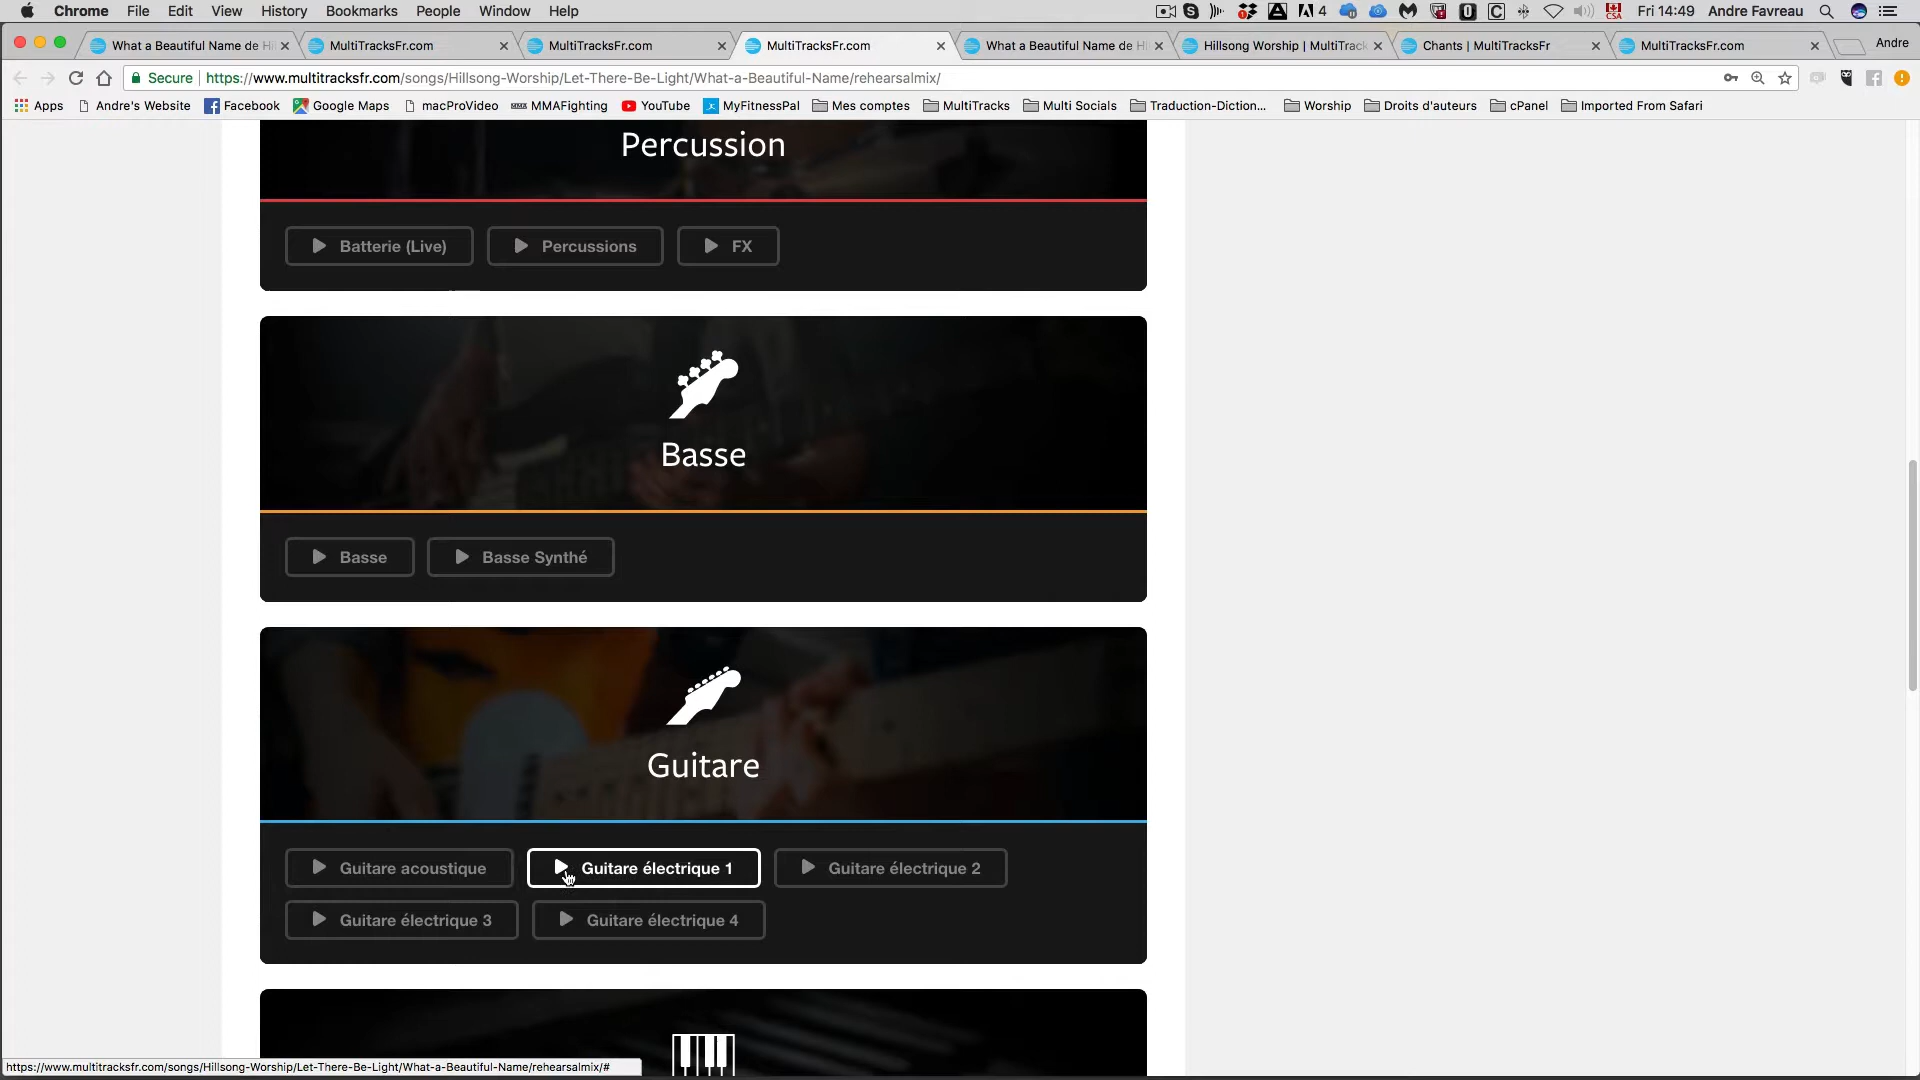 Chrome File Edit View History Bookmarks People Window Help 4 Fri 14:49 Andre Favreau
What a Beautiful Name de Hi MultiTracksFr.com MultiTracksFr.com MultiTracksFr.com What a Beautiful Name de H Hillsong Worship | MultiTrack Chants | MultiTracksFr MultiTracksFr.com Andre
Secure https://www.multitracksfr.com/songs/Hillsong-Worship/Let-There-Be-Light/What-a-Beautiful-Name/rehearsalmix/
Apps Andre's Website Facebook Google Maps macProVideo MMAFighting YouTube MyFitnessPal Mes comptes MultiTracks Multi Socials Traduction-Diction... Worship Droits d'auteurs cPanel Imported From Safari
Percussion
Batterie (Live) Percussions FX
Basse
Basse Basse Synthé
Guitare
Guitare acoustique Guitare électrique 1 Guitare électrique 2
Guitare électrique 3 Guitare électrique 4
https://www.multitracksfr.com/songs/Hillsong-Worship/Let-There-Be-Light/What-a-Beautiful-Name/rehearsalmix/#